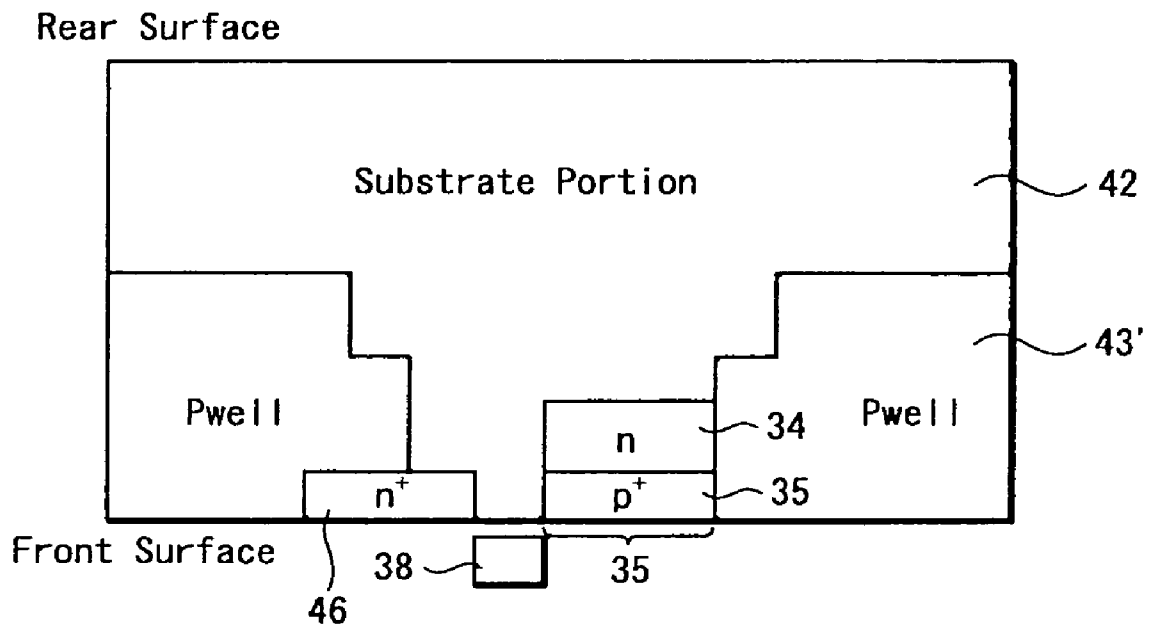 Rear Surface
Substrate Portion
42
43'
Pwell
Pwell
34
n
n⁺
p⁺
35
Front Surface
38
35
46